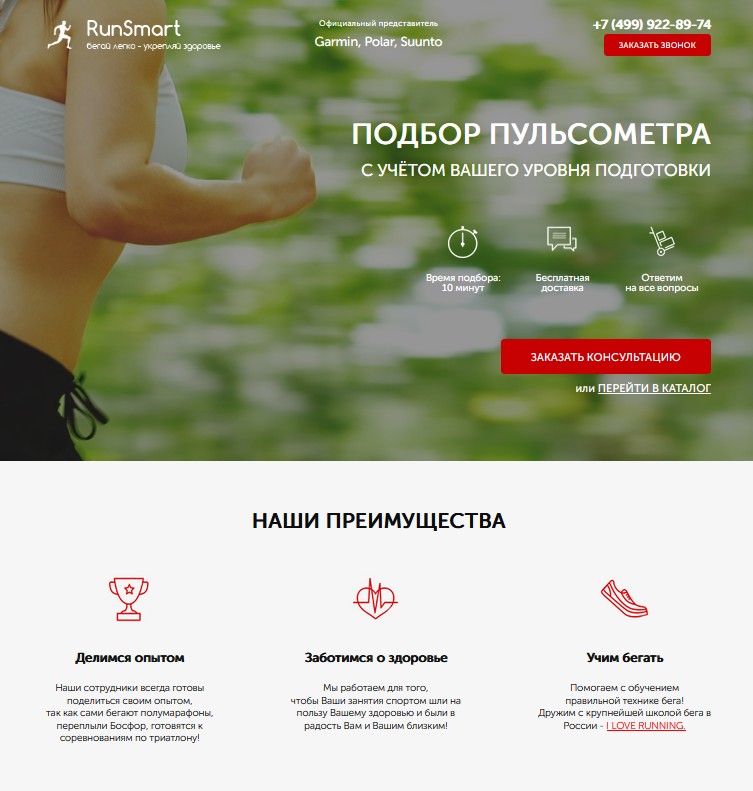 RunSmart
бегай легко - укрепляй здоровье
Официальный представитель
Garmin, Polar, Suunto
+7 (499) 922-89-74
ЗАКАЗАТЬ ЗВОНОК
ПОДБОР ПУЛЬСОМЕТРА
С УЧЁТОМ ВАШЕГО УРОВНЯ ПОДГОТОВКИ
Время подбора:
10 минут
Бесплатная
доставка
Ответим
на все вопросы
ЗАКАЗАТЬ КОНСУЛЬТАЦИЮ
или ПЕРЕЙТИ В КАТАЛОГ
НАШИ ПРЕИМУЩЕСТВА
Делимся опытом
Наши сотрудники всегда готовы
поделиться своим опытом,
так как сами бегают полумарафоны,
переплыли Босфор, готовятся к
соревнованиям по триатлону!
Заботимся о здоровье
Мы работаем для того,
чтобы Ваши занятия спортом шли на
пользу Вашему здоровью и были в
радость Вам и Вашим близким!
Учим бегать
Помогаем с обучением
правильной технике бега!
Дружим с крупнейшей школой бега в
России - I LOVE RUNNING.